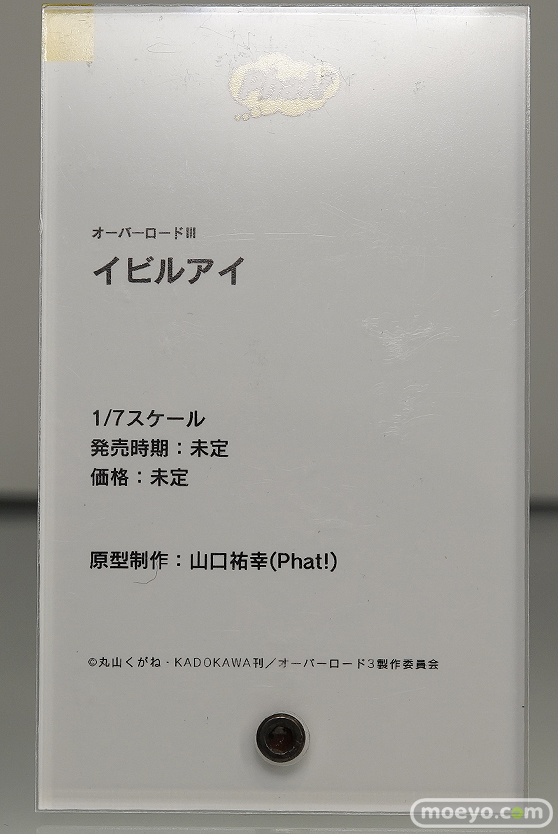 Phat!
オーバーロードⅢ
イビルアイ
1/7スケール
発売時期：未定
価格：未定
原型制作：山口祐幸(Phat!)
©丸山くがね・KADOKAWA刊／オーバーロード3製作委員会
moeyo.com